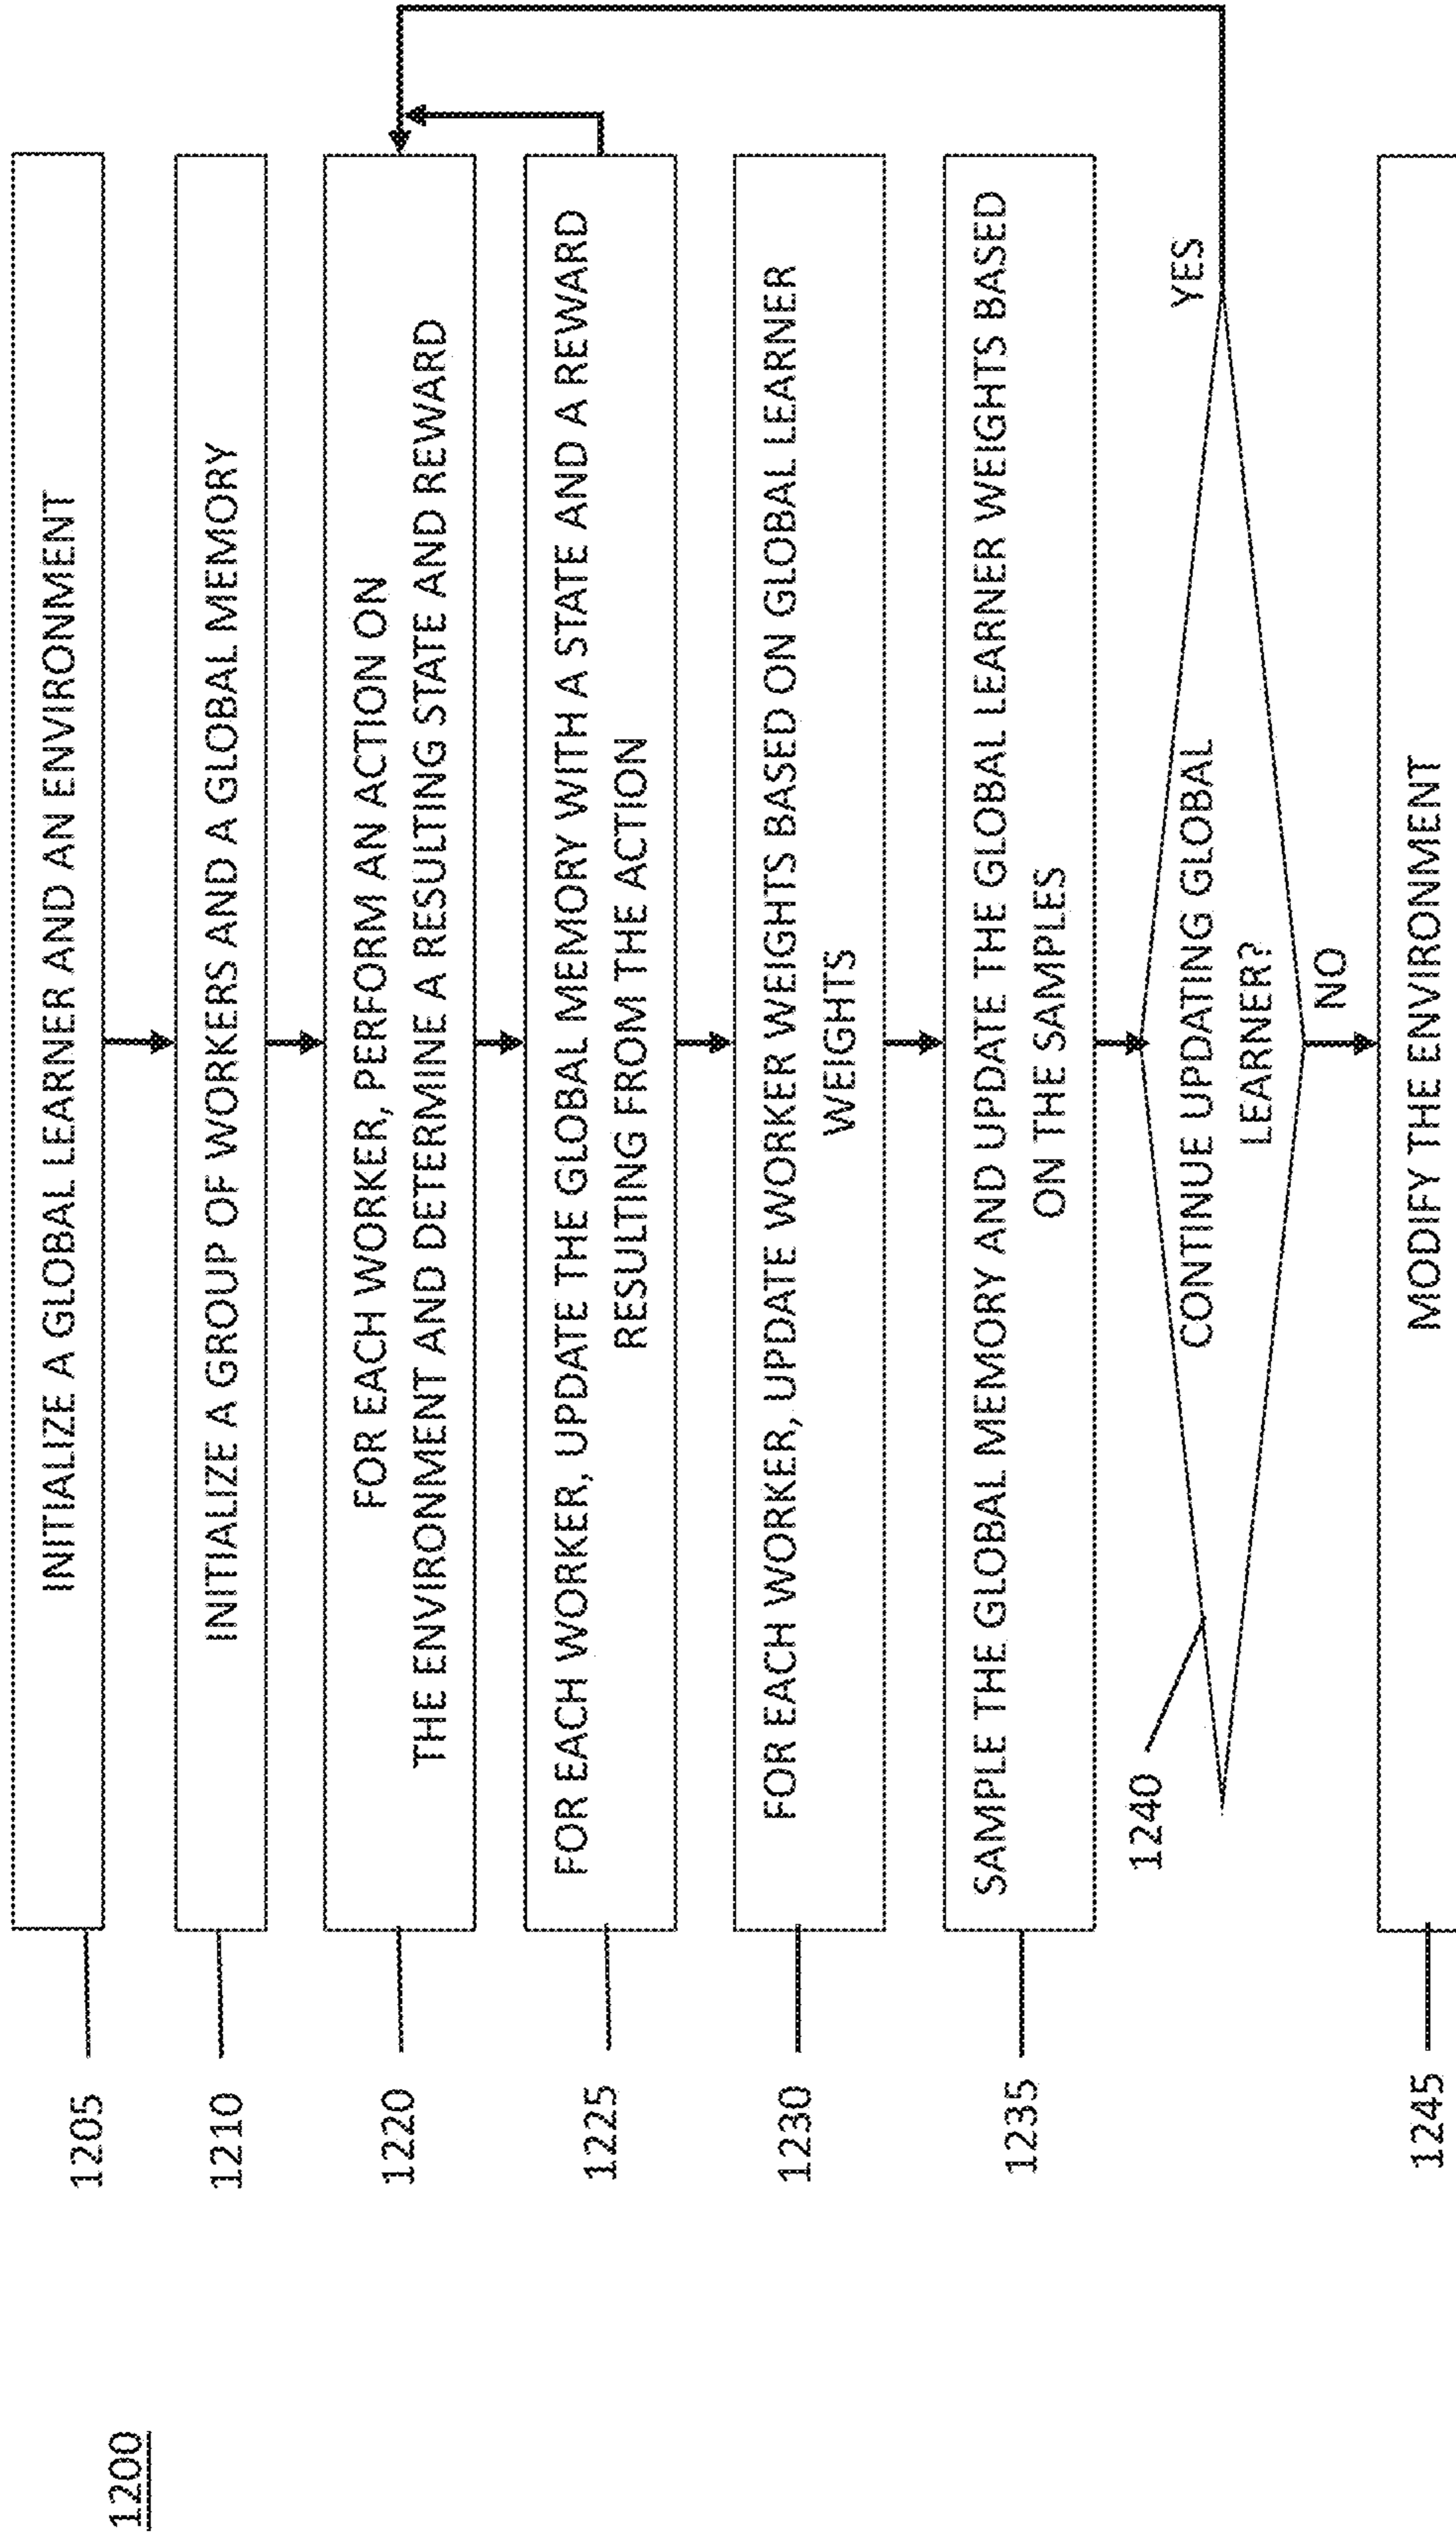 1200
1205
INITIALIZE A GLOBAL LEARNER AND AN ENVIRONMENT
1210
INITIALIZE A GROUP OF WORKERS AND A GLOBAL MEMORY
1220
FOR EACH WORKER, PERFORM AN ACTION ON
THE ENVIRONMENT AND DETERMINE A RESULTING STATE AND REWARD
1225
FOR EACH WORKER, UPDATE THE GLOBAL MEMORY WITH A STATE AND A REWARD
RESULTING FROM THE ACTION
1230
FOR EACH WORKER, UPDATE WORKER WEIGHTS BASED ON GLOBAL LEARNER
WEIGHTS
1235
SAMPLE THE GLOBAL MEMORY AND UPDATE THE GLOBAL LEARNER WEIGHTS BASED
ON THE SAMPLES
1240
YES
CONTINUE UPDATING GLOBAL
LEARNER?
NO
1245
MODIFY THE ENVIRONMENT